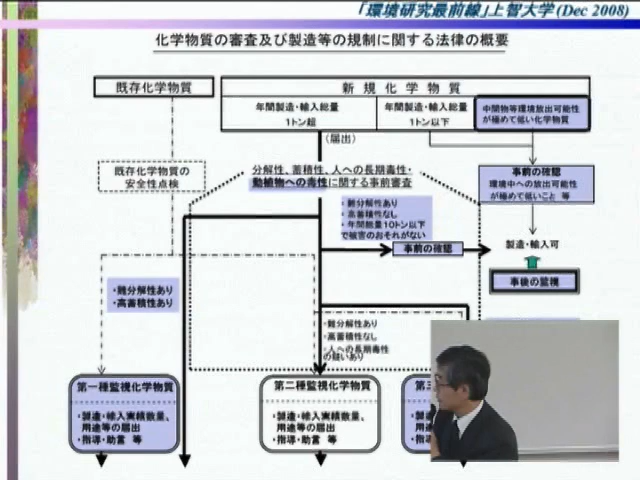 「環境研究最前線」上智大学(Dec 2008)
化学物質の審査及び製造等の規制に関する法律の概要
既存化学物質
新規化学物質
年間製造・輸入総量
1トン超
年間製造・輸入総量
1トン以下
中間物等環境放出可能性
が極めて低い化学物質
(届出)
既存化学物質の
安全性点検
分解性、蓄積性、人への長期毒性・
動植物への毒性に関する事前審査
事前の確認
環境中への放出可能性
が極めて低いこと 等
・難分解性あり
・高蓄積性なし
・年間数量10トン以下
で被害のおそれがない
事前の確認
製造・輸入可
事後の監視
・難分解性あり
・高蓄積性あり
・難分解性あり
・高蓄積性なし
・人への長期毒性
の疑いあり
第一種監視化学物質
・製造・輸入実績数量、
用途等の届出
・指導・助言 等
第二種監視化学物質
・製造・輸入実績数量、
用途等の届出
・指導・助言 等
第三
・製
用途
・指